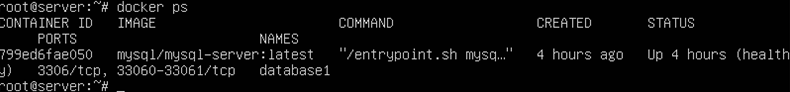 root@server:~# docker ps
CONTAINER ID   IMAGE                       COMMAND                  CREATED       STATUS
     PORTS                       NAMES
799ed6fae050   mysql/mysql-server:latest   "/entrypoint.sh mysq…"   4 hours ago   Up 4 hours (health
y)   3306/tcp, 33060-33061/tcp   database1
root@server:~# _